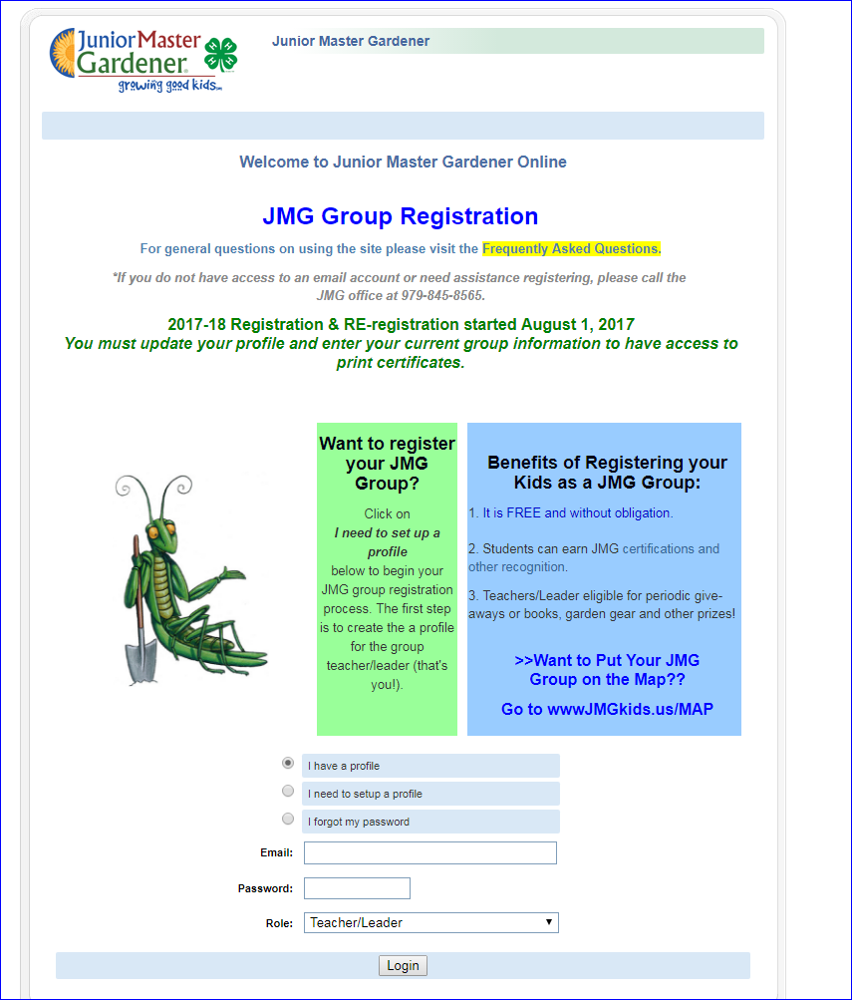 Junior Master
Gardener®
growing good kids℠
Junior Master Gardener
Welcome to Junior Master Gardener Online
JMG Group Registration
For general questions on using the site please visit the Frequently Asked Questions.
*If you do not have access to an email account or need assistance registering, please call the
JMG office at 979-845-8565.
2017-18 Registration & RE-registration started August 1, 2017
You must update your profile and enter your current group information to have access to
print certificates.
Want to register
your JMG
Group?
Click on
I need to set up a
profile
below to begin your
JMG group registration
process. The first step
is to create the a profile
for the group
teacher/leader (that's
you!).
Benefits of Registering your
Kids as a JMG Group:
1. It is FREE and without obligation.
2. Students can earn JMG certifications and
other recognition.
3. Teachers/Leader eligible for periodic give-
aways or books, garden gear and other prizes!
>>Want to Put Your JMG
Group on the Map??
Go to wwwJMGkids.us/MAP
I have a profile
I need to setup a profile
I forgot my password
Email:
Password:
Role: Teacher/Leader
Login